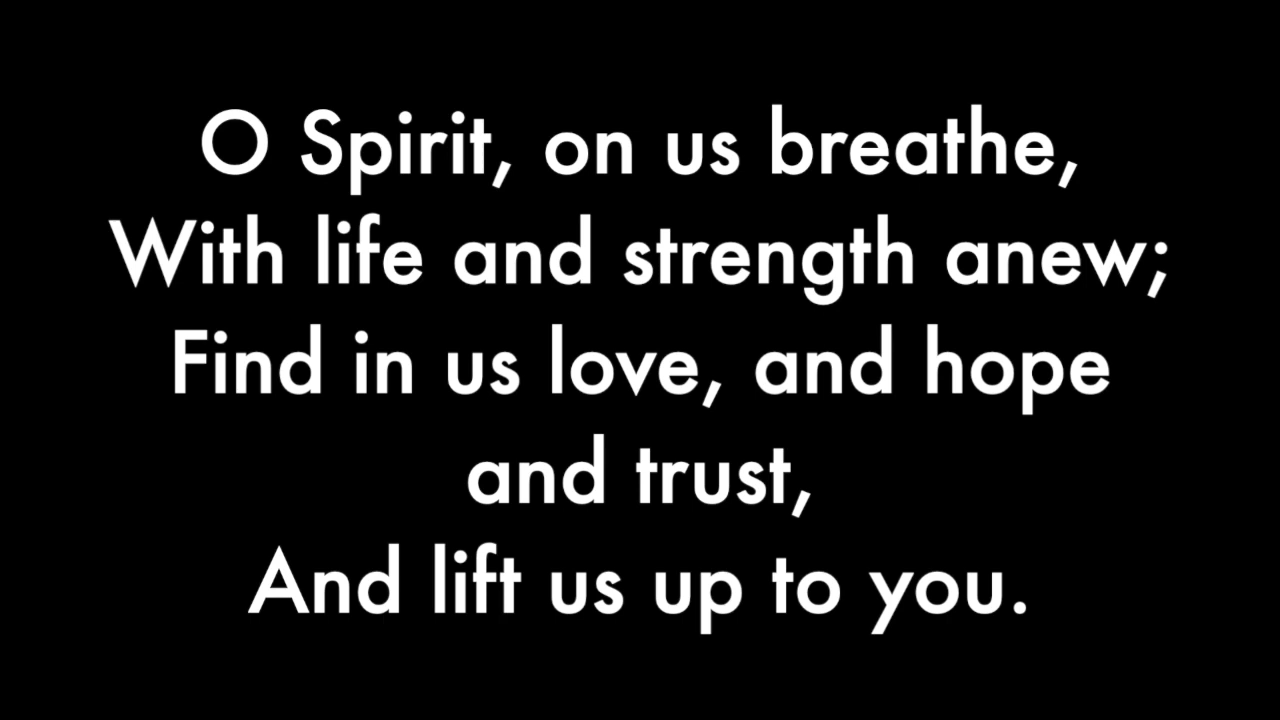 O Spirit, on us breathe,
With life and strength anew;
Find in us love, and hope
and trust,
And lift us up to you.